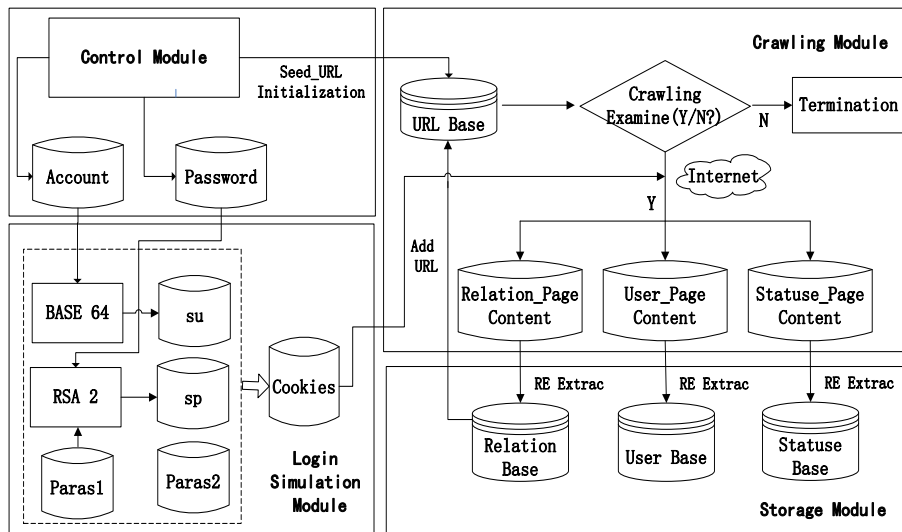 Control Module
Seed_URL
Initialization
Account
Password
URL Base
Crawling
Examine(Y/N?)
N
Termination
Crawling Module
Internet
Y
Add
URL
Relation_Page
Content
User_Page
Content
Statuse_Page
Content
BASE 64
su
RSA 2
sp
Cookies
Paras1
Paras2
Login
Simulation
Module
RE Extrac
RE Extrac
RE Extrac
Relation
Base
User Base
Statuse
Base
Storage Module